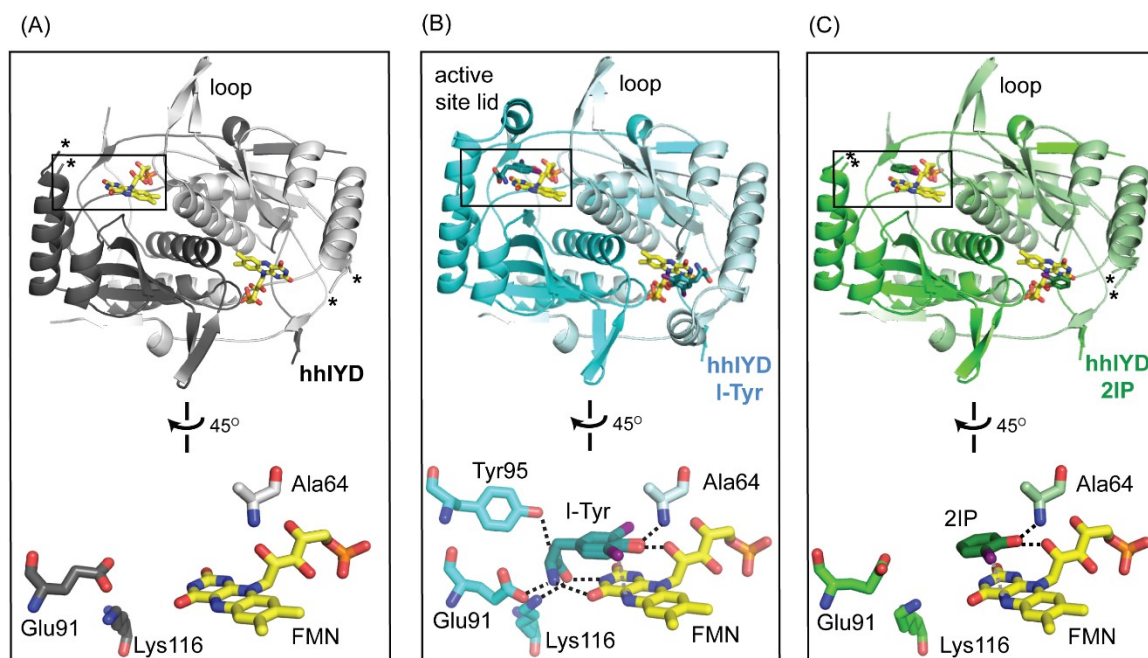 (A)
loop
*
*
*
*
hhIYD
45°
Ala64
Glu91
Lys116
FMN
(B)
active
site lid
loop
hhIYD
I-Tyr
45°
Tyr95
Ala64
I-Tyr
Glu91
Lys116
FMN
(C)
loop
**
*
*
hhIYD
2IP
45°
Ala64
2IP
Glu91
Lys116
FMN